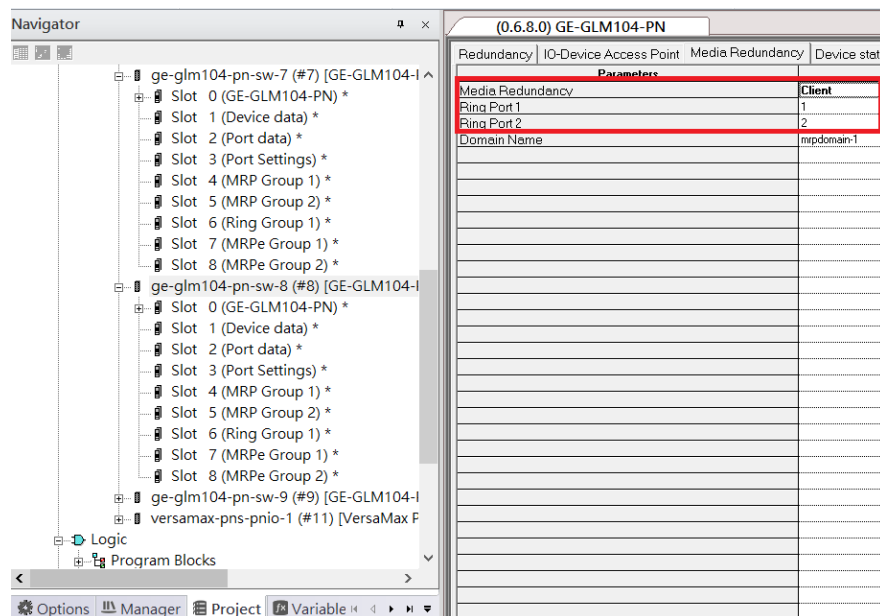 Navigator
ge-glm104-pn-sw-7 (#7) [GE-GLM104-I
Slot 0 (GE-GLM104-PN) *
Slot 1 (Device data) *
Slot 2 (Port data) *
Slot 3 (Port Settings) *
Slot 4 (MRP Group 1) *
Slot 5 (MRP Group 2) *
Slot 6 (Ring Group 1) *
Slot 7 (MRPe Group 1) *
Slot 8 (MRPe Group 2) *
ge-glm104-pn-sw-8 (#8) [GE-GLM104-I
Slot 0 (GE-GLM104-PN) *
Slot 1 (Device data) *
Slot 2 (Port data) *
Slot 3 (Port Settings) *
Slot 4 (MRP Group 1) *
Slot 5 (MRP Group 2) *
Slot 6 (Ring Group 1) *
Slot 7 (MRPe Group 1) *
Slot 8 (MRPe Group 2) *
ge-glm104-pn-sw-9 (#9) [GE-GLM104-I
versamax-pns-pnio-1 (#11) [VersaMax P
Logic
Program Blocks
Options Manager Project Variable
(0.6.8.0) GE-GLM104-PN
Redundancy IO-Device Access Point Media Redundancy Device stat
Parameters
Media Redundancy Client
Ring Port 1 1
Ring Port 2 2
Domain Name mrpdomain-1